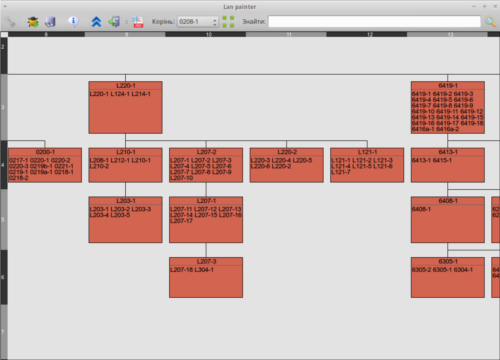 Lan painter
Корінь: 0208-1 Знайти:
8 9 10 11 12 13
2
3
4
5
6
7
L220-1
L220-1 L124-1 L214-1
6419-1
6419-1 6419-2 6419-3
6419-4 6419-5 6419-6
6419-7 6419-8 6419-9
6419-10 6419-11 6419-12
6419-13 6419-14 6419-15
6419-16 6419-17 6419-18
6416a-1 6416a-2
0200-1
0217-1 0220-1 0220-2
0220-3 0219b-1 0221-1
0219-1 0219a-1 0218-1
0218-2
L210-1
L208-1 L212-1 L210-1
L210-2
L207-2
L207-1 L207-2 L207-3
L207-4 L207-5 L207-6
L207-7 L207-8 L207-9
L207-10
L220-2
L220-3 L220-4 L220-5
L220-6 L220-2
L121-1
L121-1 L121-2 L121-3
L121-4 L121-5 L121-6
L121-7
6413-1
6413-1 6415-1
L203-1
L203-1 L203-2 L203-3
L203-4 L203-5
L207-1
L207-11 L207-12 L207-13
L207-14 L207-15 L207-16
L207-17
6408-1
6408-1
L207-3
L207-18 L304-1
6305-1
6305-2 6305-1 6304-1